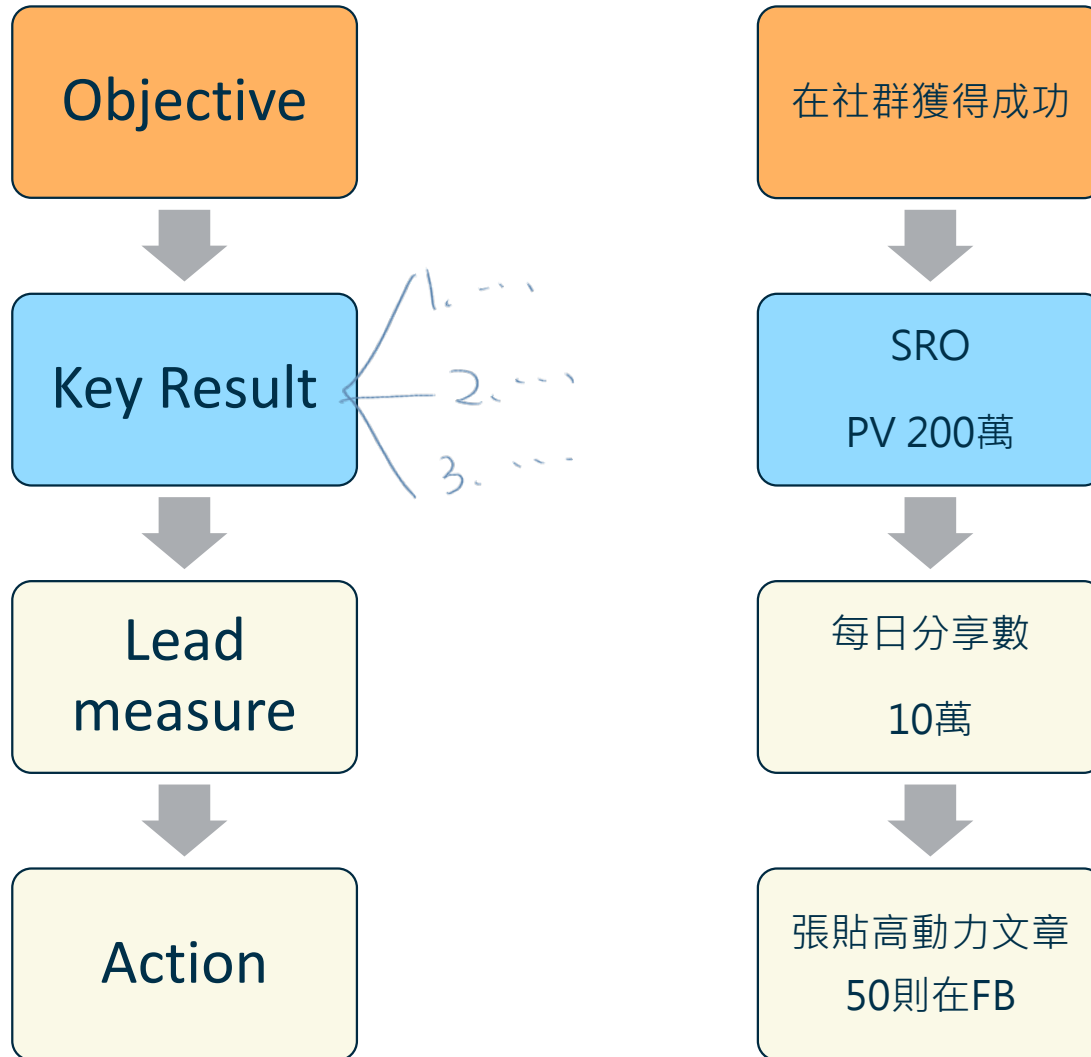 Objective
Key Result
1. ...
2. ...
3. ...
Lead
measure
Action
在社群獲得成功
SRO
PV 200萬
每日分享數
10萬
張貼高動力文章
50則在FB